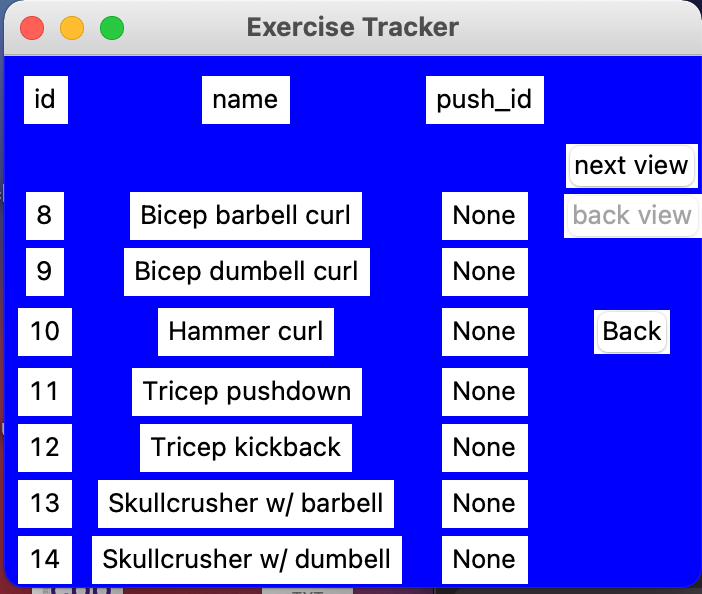 Exercise Tracker
id name push_id
next view
8 Bicep barbell curl None back view
9 Bicep dumbell curl None
10 Hammer curl None Back
11 Tricep pushdown None
12 Tricep kickback None
13 Skullcrusher w/ barbell None
14 Skullcrusher w/ dumbell None